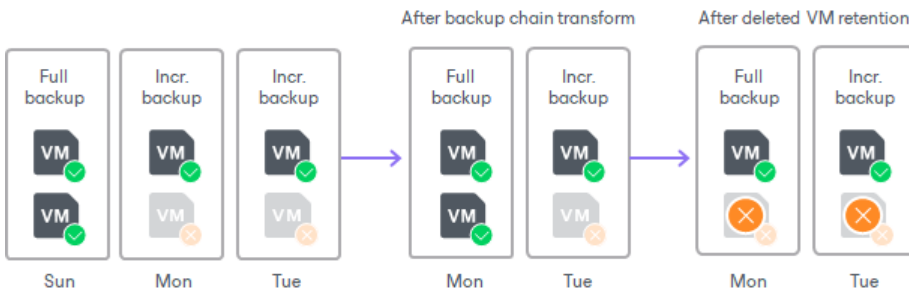 After backup chain transform
After deleted VM retention
Full
backup
Incr.
backup
Incr.
backup
Full
backup
Incr.
backup
Full
backup
Incr.
backup
VM
VM
VM
VM
VM
VM
VM
VM
VM
VM
VM
VM
Sun
Mon
Tue
Mon
Tue
Mon
Tue